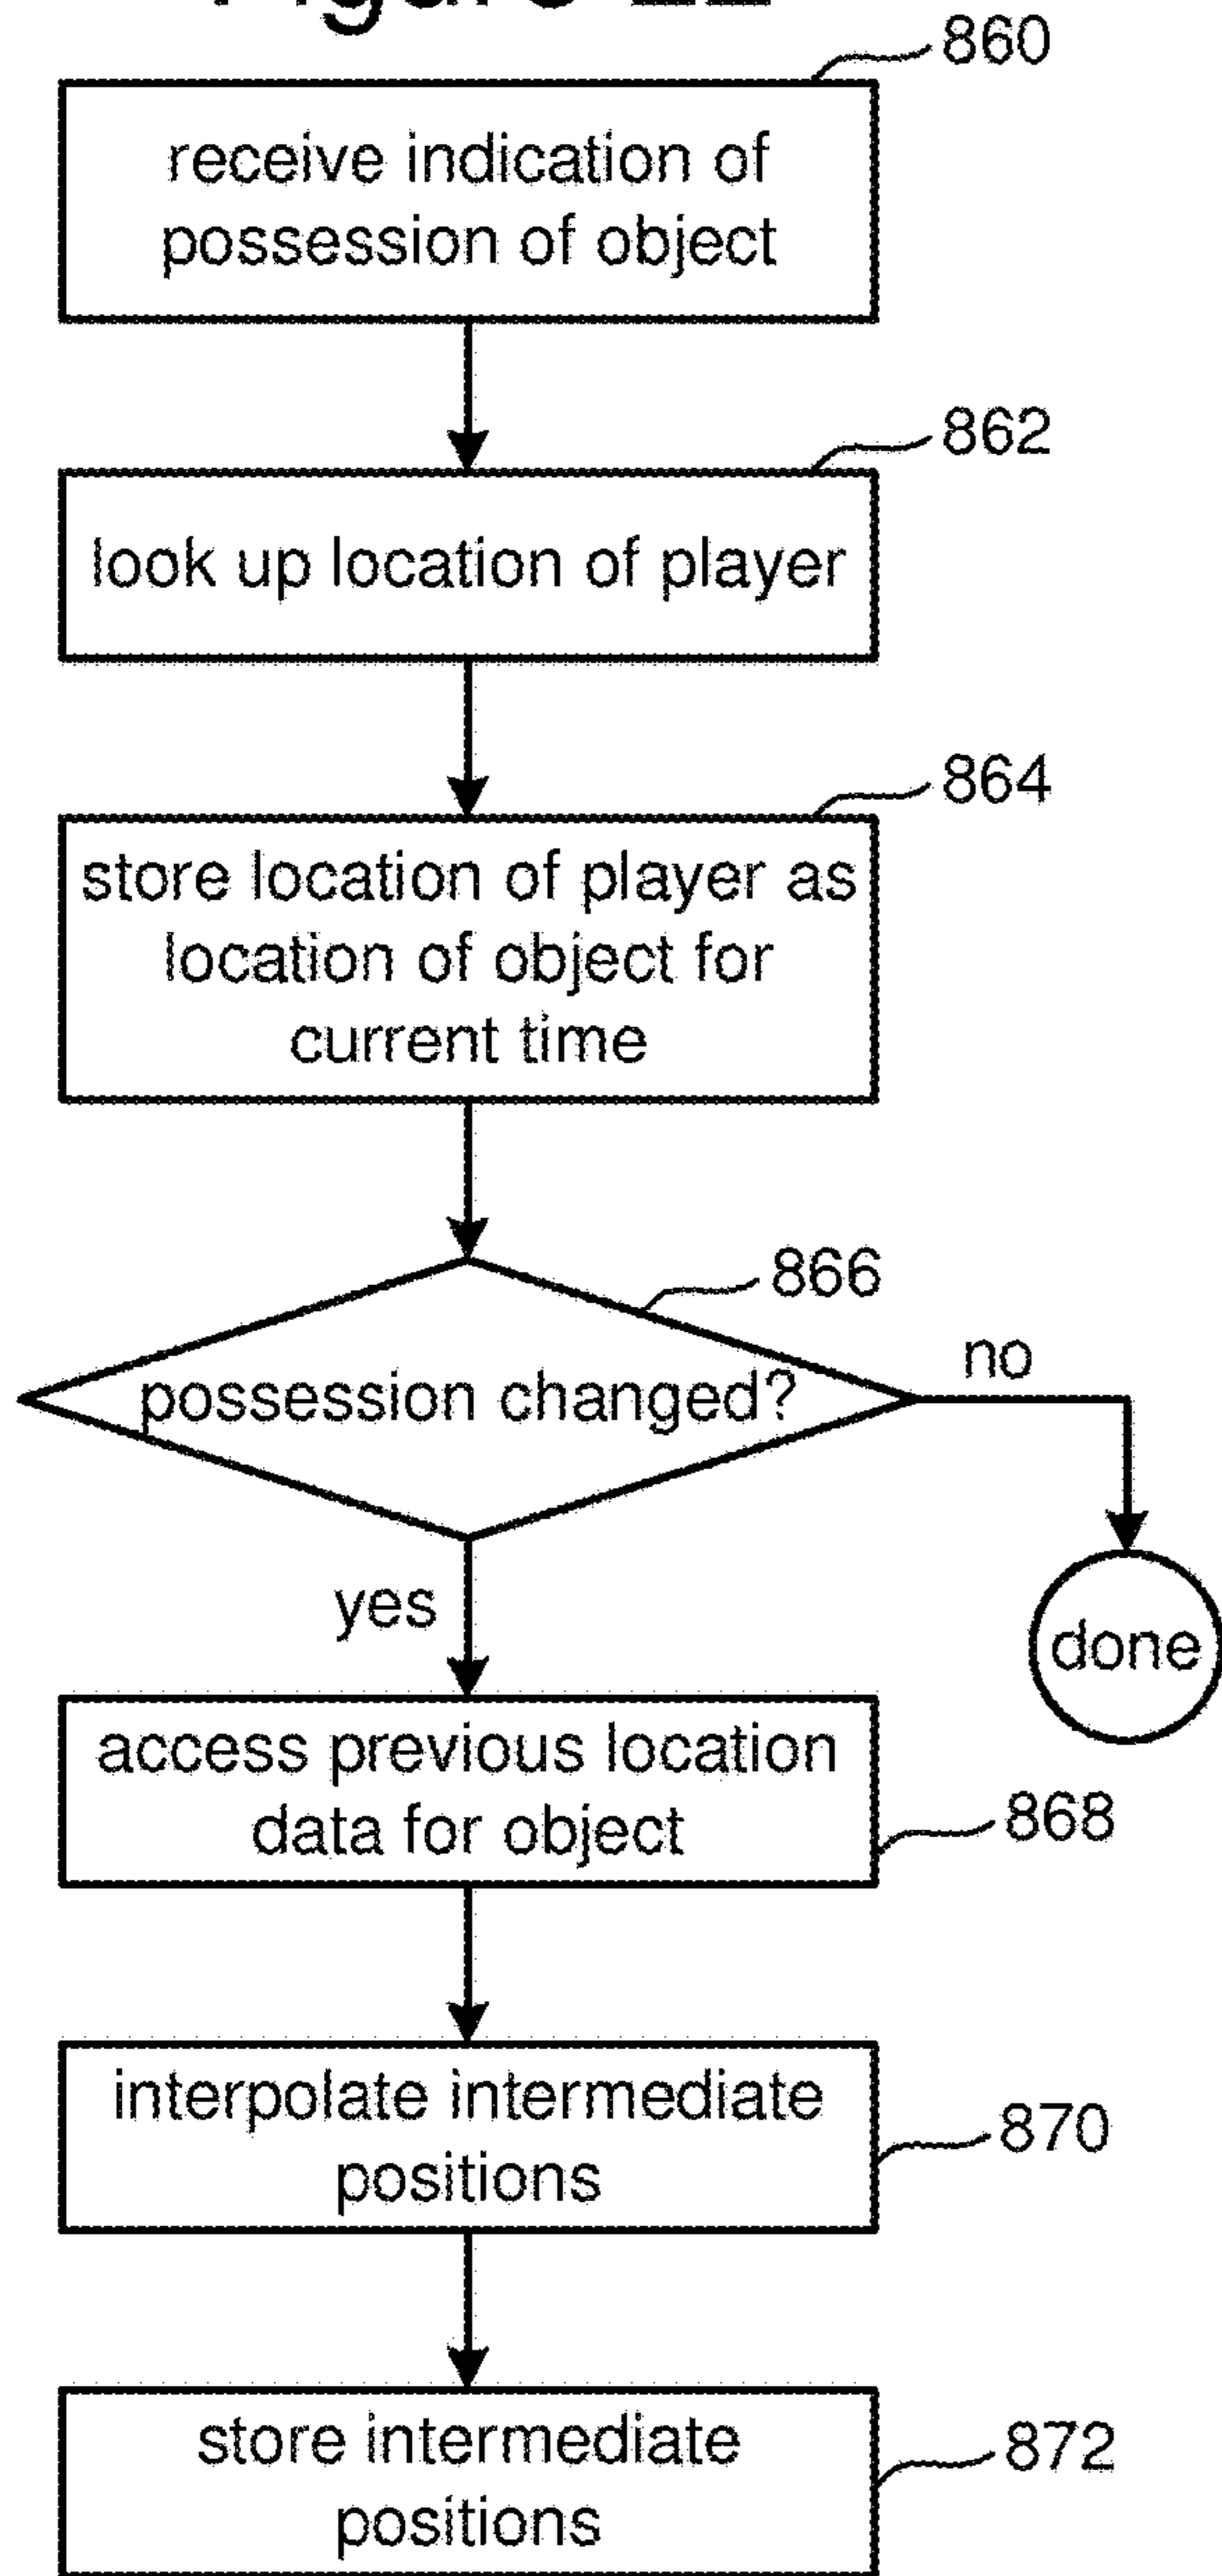 860
receive indication of
possession of object
862
look up location of player
864
store location of player as
location of object for
current time
866
possession changed?
no
yes
done
access previous location
data for object
868
interpolate intermediate
positions
870
store intermediate
positions
872